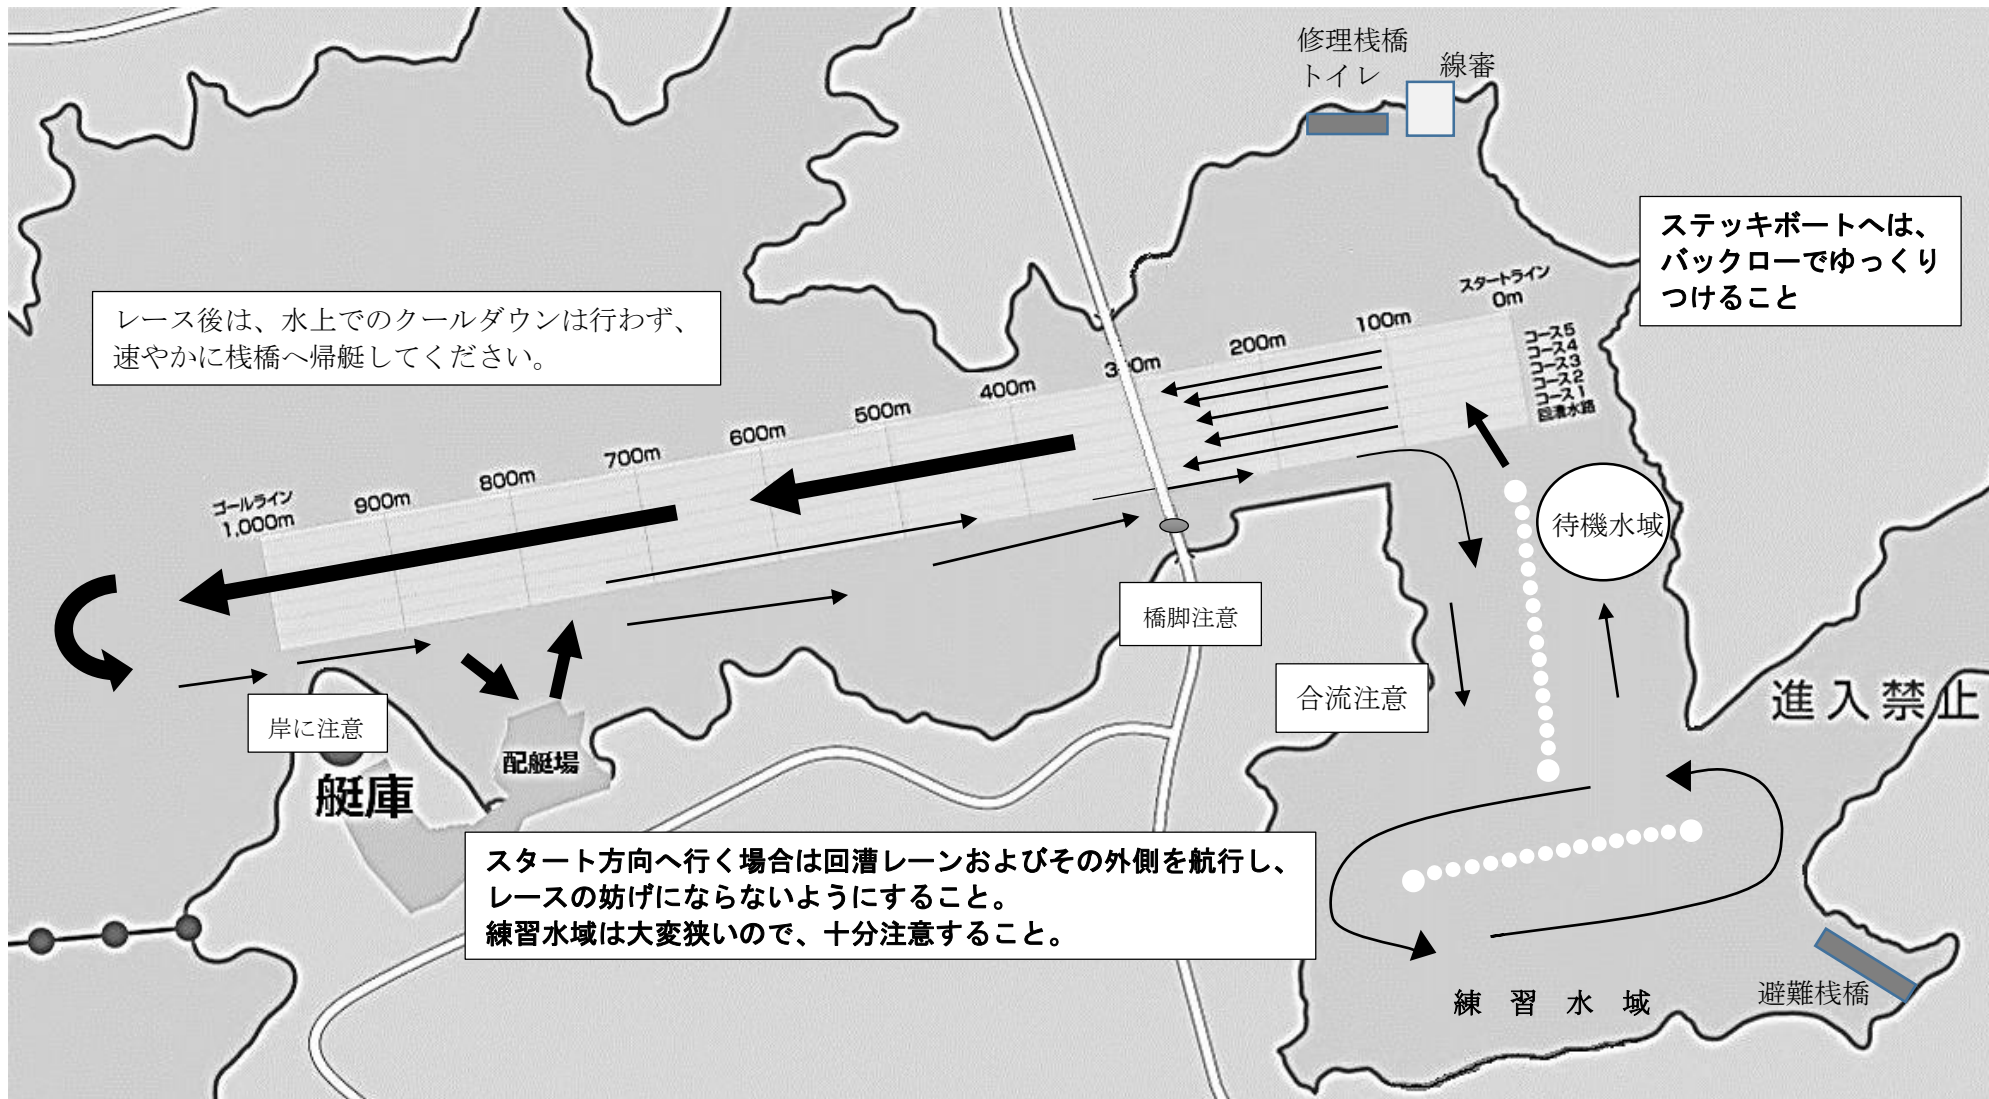 修理桟橋
トイレ
線審
ステッキボートへは、
バックローでゆっくり
つけること
レース後は、水上でのクールダウンは行わず、
速やかに桟橋へ帰艇してください。
スタートライン
0m
100m
200m
400m
500m
600m
700m
800m
900m
ゴールライン
1,000m
コース5
コース4
コース3
コース2
コース1
回漕水路
待機水域
橋脚注意
合流注意
進入禁止
岸に注意
艇庫
配艇場
スタート方向へ行く場合は回漕レーンおよびその外側を航行し、
レースの妨げにならないようにすること。
練習水域は大変狭いので、十分注意すること。
練習水域
避難桟橋